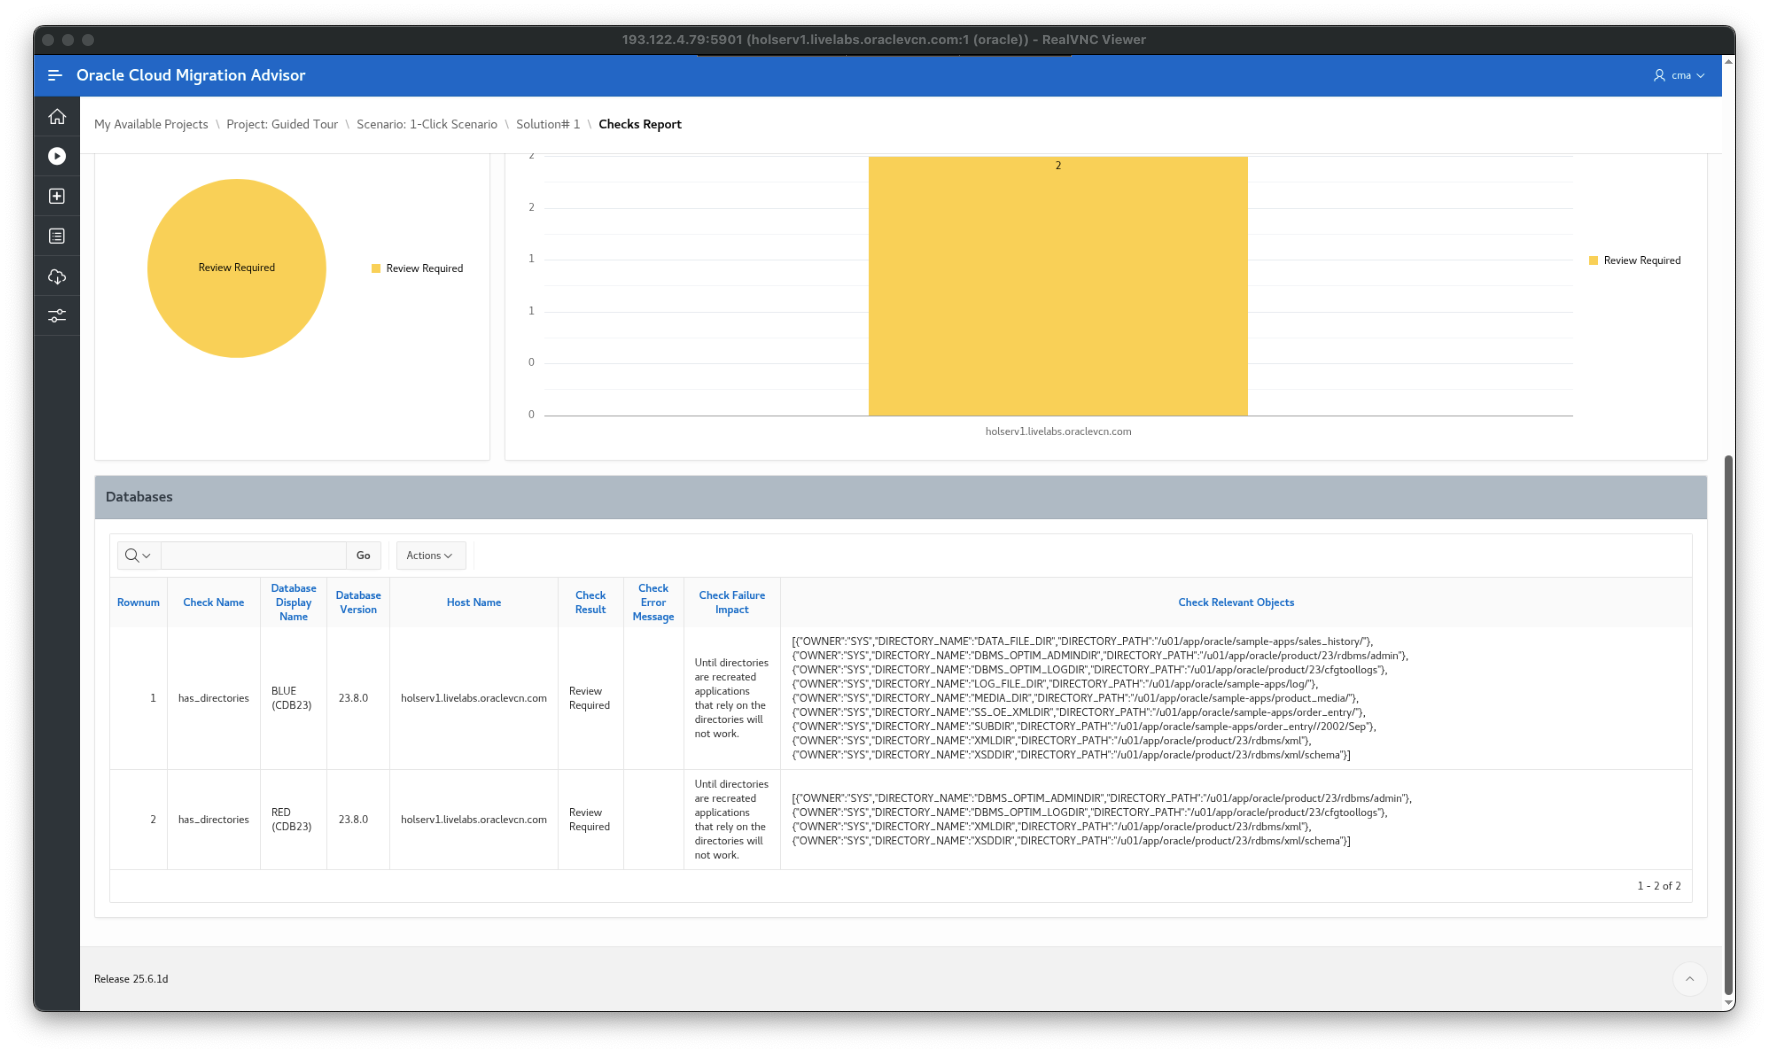 193.122.4.79:5901 (holserv1.livelabs.oraclevcn.com:1 (oracle)) - RealVNC Viewer
Oracle Cloud Migration Advisor
cma
My Available Projects \ Project: Guided Tour \ Scenario: 1-Click Scenario \ Solution# 1 \ Checks Report
Review Required
Review Required
2
2
1
1
0
0
2
holserv1.livelabs.oraclevcn.com
Review Required
Databases
Go
Actions
Rownum
Check Name
Database
Display
Name
Database
Version
Host Name
Check
Result
Check
Error
Message
Check Failure
Impact
Check Relevant Objects
1
has_directories
BLUE
(CDB23)
23.8.0
holserv1.livelabs.oraclevcn.com
Review
Required
Until directories
are recreated
applications
that rely on the
directories will
not work.
[{"OWNER":"SYS","DIRECTORY_NAME":"DATA_FILE_DIR","DIRECTORY_PATH":"/u01/app/oracle/sample-apps/sales_history/"},
{"OWNER":"SYS","DIRECTORY_NAME":"DBMS_OPTIM_ADMINDIR","DIRECTORY_PATH":"/u01/app/oracle/product/23/rdbms/admin"},
{"OWNER":"SYS","DIRECTORY_NAME":"DBMS_OPTIM_LOGDIR","DIRECTORY_PATH":"/u01/app/oracle/product/23/cfgtoollogs"},
{"OWNER":"SYS","DIRECTORY_NAME":"LOG_FILE_DIR","DIRECTORY_PATH":"/u01/app/oracle/sample-apps/log/"},
{"OWNER":"SYS","DIRECTORY_NAME":"MEDIA_DIR","DIRECTORY_PATH":"/u01/app/oracle/sample-apps/product_media/"},
{"OWNER":"SYS","DIRECTORY_NAME":"SS_OE_XMLDIR","DIRECTORY_PATH":"/u01/app/oracle/sample-apps/order_entry/"},
{"OWNER":"SYS","DIRECTORY_NAME":"SUBDIR","DIRECTORY_PATH":"/u01/app/oracle/sample-apps/order_entry//2002/Sep"},
{"OWNER":"SYS","DIRECTORY_NAME":"XMLDIR","DIRECTORY_PATH":"/u01/app/oracle/product/23/rdbms/xml"},
{"OWNER":"SYS","DIRECTORY_NAME":"XSDDIR","DIRECTORY_PATH":"/u01/app/oracle/product/23/rdbms/xml/schema"}]
2
has_directories
RED
(CDB23)
23.8.0
holserv1.livelabs.oraclevcn.com
Review
Required
Until directories
are recreated
applications
that rely on the
directories will
not work.
[{"OWNER":"SYS","DIRECTORY_NAME":"DBMS_OPTIM_ADMINDIR","DIRECTORY_PATH":"/u01/app/oracle/product/23/rdbms/admin"},
{"OWNER":"SYS","DIRECTORY_NAME":"DBMS_OPTIM_LOGDIR","DIRECTORY_PATH":"/u01/app/oracle/product/23/cfgtoollogs"},
{"OWNER":"SYS","DIRECTORY_NAME":"XMLDIR","DIRECTORY_PATH":"/u01/app/oracle/product/23/rdbms/xml"},
{"OWNER":"SYS","DIRECTORY_NAME":"XSDDIR","DIRECTORY_PATH":"/u01/app/oracle/product/23/rdbms/xml/schema"}]
1 - 2 of 2
Release 25.6.1d